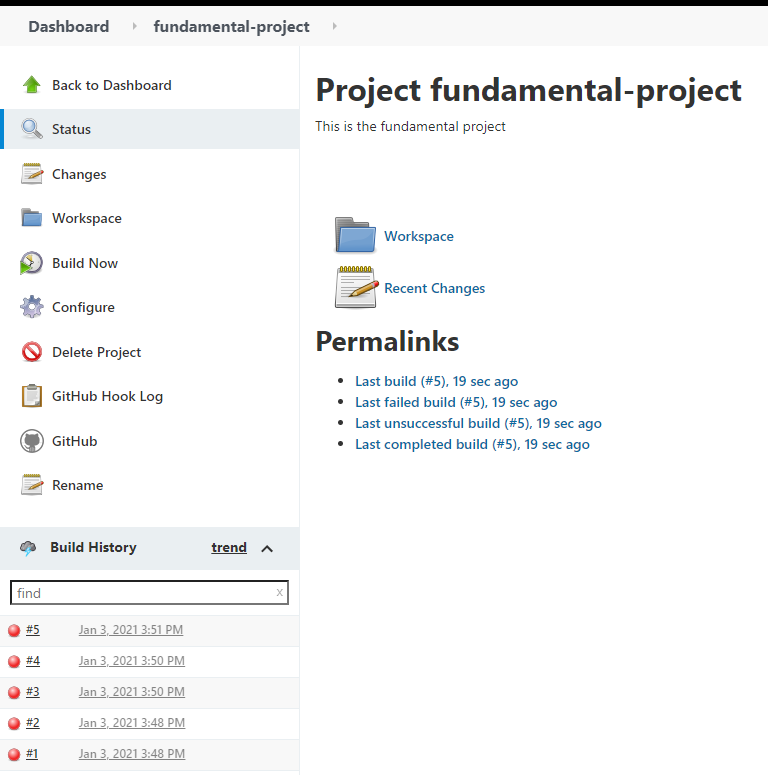 Dashboard fundamental-project
Back to Dashboard
Status
Changes
Workspace
Build Now
Configure
Delete Project
GitHub Hook Log
GitHub
Rename
Build History trend
find x
#5 Jan 3, 2021 3:51 PM
#4 Jan 3, 2021 3:50 PM
#3 Jan 3, 2021 3:50 PM
#2 Jan 3, 2021 3:48 PM
#1 Jan 3, 2021 3:48 PM
Project fundamental-project
This is the fundamental project
Workspace
Recent Changes
Permalinks
Last build (#5), 19 sec ago
Last failed build (#5), 19 sec ago
Last unsuccessful build (#5), 19 sec ago
Last completed build (#5), 19 sec ago